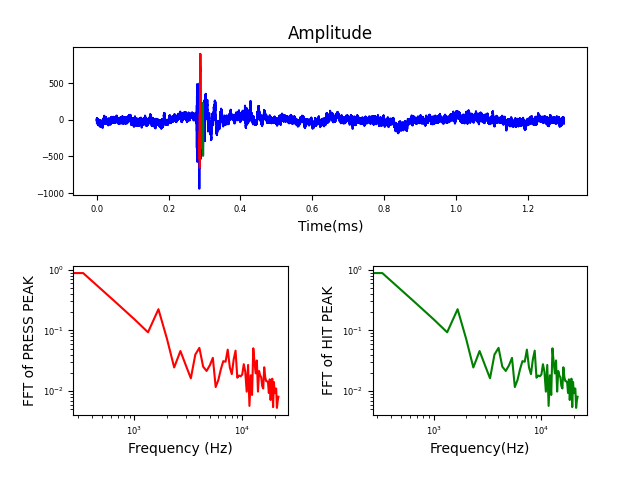 Amplitude
500
0
−500
−1000
0.0 0.2 0.4 0.6 0.8 1.0 1.2
Time(ms)
FFT of PRESS PEAK
10⁰
10⁻¹
10⁻²
10³ 10⁴
Frequency (Hz)
FFT of HIT PEAK
10⁰
10⁻¹
10⁻²
10³ 10⁴
Frequency(Hz)